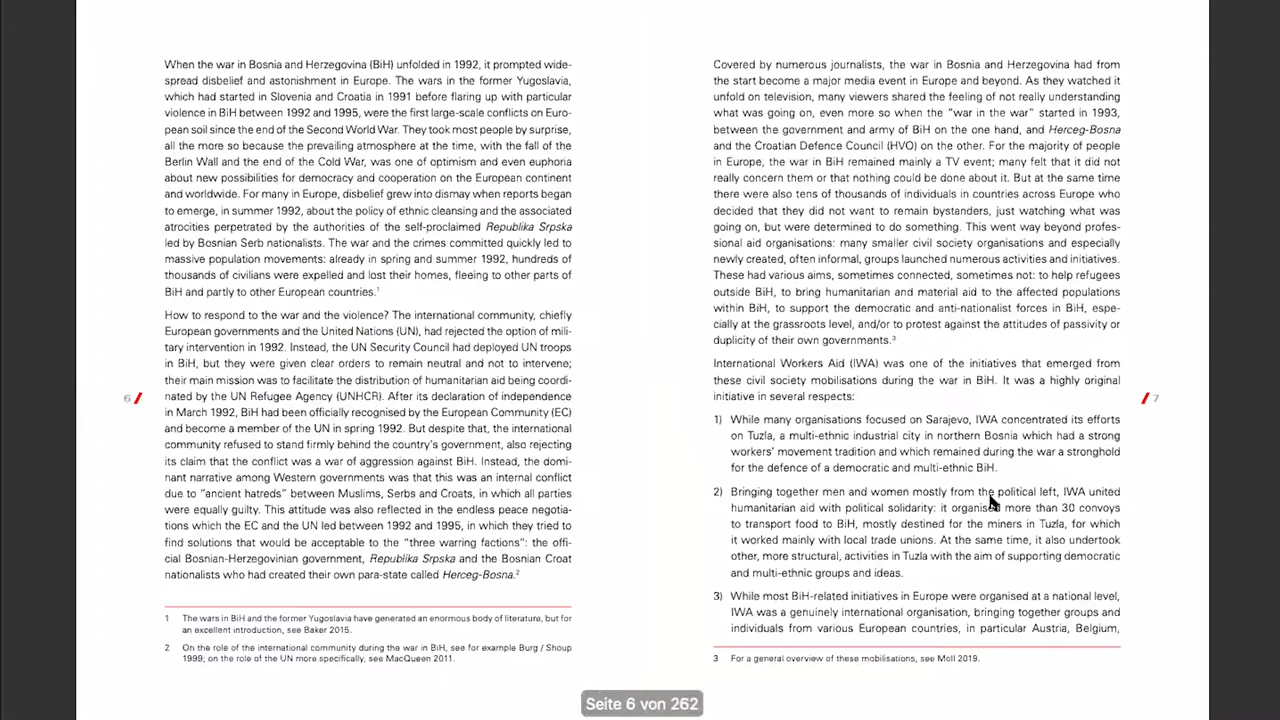 When the war in Bosnia and Herzegovina (BiH) unfolded in 1992, it prompted wide-
spread disbelief and astonishment in Europe. The wars in the former Yugoslavia,
which had started in Slovenia and Croatia in 1991 before flaring up with particular
violence in BiH between 1992 and 1995, were the first large-scale conflicts on Euro-
pean soil since the end of the Second World War. They took most people by surprise,
all the more so because the prevailing atmosphere at the time, with the fall of the
Berlin Wall and the end of the Cold War, was one of optimism and even euphoria
about new possibilities for democracy and cooperation on the European continent
and worldwide. For many in Europe, disbelief grew into dismay when reports began
to emerge, in summer 1992, about the policy of ethnic cleansing and the associated
atrocities perpetrated by the authorities of the self-proclaimed Republika Srpska
led by Bosnian Serb nationalists. The war and the crimes committed quickly led to
massive population movements: already in spring and summer 1992, hundreds of
thousands of civilians were expelled and lost their homes, fleeing to other parts of
BiH and partly to other European countries.1
How to respond to the war and the violence? The international community, chiefly
European governments and the United Nations (UN), had rejected the option of mili-
tary intervention in 1992. Instead, the UN Security Council had deployed UN troops
in BiH, but they were given clear orders to remain neutral and not to intervene;
their main mission was to facilitate the distribution of humanitarian aid being coordi-
nated by the UN Refugee Agency (UNHCR). After its declaration of independence
in March 1992, BiH had been officially recognised by the European Community (EC)
and become a member of the UN in spring 1992. But despite that, the international
community refused to stand firmly behind the country's government, also rejecting
its claim that the conflict was a war of aggression against BiH. Instead, the domi-
nant narrative among Western governments was that this was an internal conflict
due to "ancient hatreds" between Muslims, Serbs and Croats, in which all parties
were equally guilty. This attitude was also reflected in the endless peace negotia-
tions which the EC and the UN led between 1992 and 1995, in which they tried to
find solutions that would be acceptable to the "three warring factions": the offi-
cial Bosnian-Herzegovinian government, Republika Srpska and the Bosnian Croat
nationalists who had created their own para-state called Herceg-Bosna.2
1 The wars in BiH and the former Yugoslavia have generated an enormous body of literature, but for
an excellent introduction, see Baker 2015.
2 On the role of the international community during the war in BiH, see for example Burg / Shoup
1999; on the role of the UN more specifically, see MacQueen 2011.
6 /
Covered by numerous journalists, the war in Bosnia and Herzegovina had from
the start become a major media event in Europe and beyond. As they watched it
unfold on television, many viewers shared the feeling of not really understanding
what was going on, even more so when the "war in the war" started in 1993,
between the government and army of BiH on the one hand, and Herceg-Bosna
and the Croatian Defence Council (HVO) on the other. For the majority of people
in Europe, the war in BiH remained mainly a TV event; many felt that it did not
really concern them or that nothing could be done about it. But at the same time
there were also tens of thousands of individuals in countries across Europe who
decided that they did not want to remain bystanders, just watching what was
going on, but were determined to do something. This went way beyond profes-
sional aid organisations: many smaller civil society organisations and especially
newly created, often informal, groups launched numerous activities and initiatives.
These had various aims, sometimes connected, sometimes not: to help refugees
outside BiH, to bring humanitarian and material aid to the affected populations
within BiH, to support the democratic and anti-nationalist forces in BiH, espe-
cially at the grassroots level, and/or to protest against the attitudes of passivity or
duplicity of their own governments.3
International Workers Aid (IWA) was one of the initiatives that emerged from
these civil society mobilisations during the war in BiH. It was a highly original
initiative in several respects:
1) While many organisations focused on Sarajevo, IWA concentrated its efforts
on Tuzla, a multi-ethnic industrial city in northern Bosnia which had a strong
workers' movement tradition and which remained during the war a stronghold
for the defence of a democratic and multi-ethnic BiH.
2) Bringing together men and women mostly from the political left, IWA united
humanitarian aid with political solidarity: it organised more than 30 convoys
to transport food to BiH, mostly destined for the miners in Tuzla, for which
it worked mainly with local trade unions. At the same time, it also undertook
other, more structural, activities in Tuzla with the aim of supporting democratic
and multi-ethnic groups and ideas.
3) While most BiH-related initiatives in Europe were organised at a national level,
IWA was a genuinely international organisation, bringing together groups and
individuals from various European countries, in particular Austria, Belgium,
3 For a general overview of these mobilisations, see Moll 2019.
/ 7
Seite 6 von 262